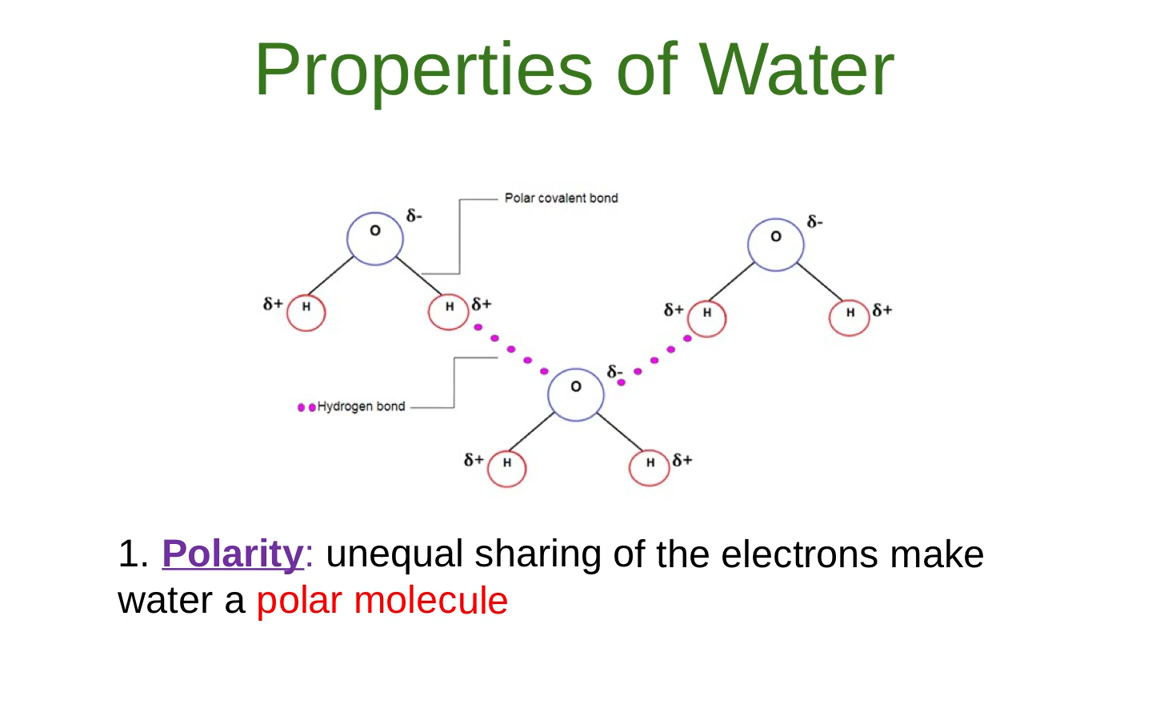 Properties of Water
Polar covalent bond
O
δ-
δ+
H
H
δ+
O
δ-
δ+
H
H
δ+
Hydrogen bond
O
δ-
δ+
H
H
δ+
1. Polarity: unequal sharing of the electrons make
water a polar molecule